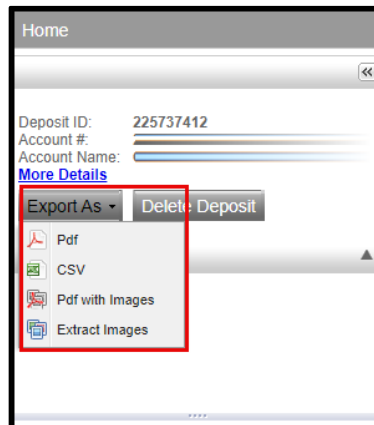 Home
Deposit ID: 225737412
Account #:
Account Name:
More Details
Export As Delete Deposit
Pdf
CSV
Pdf with Images
Extract Images